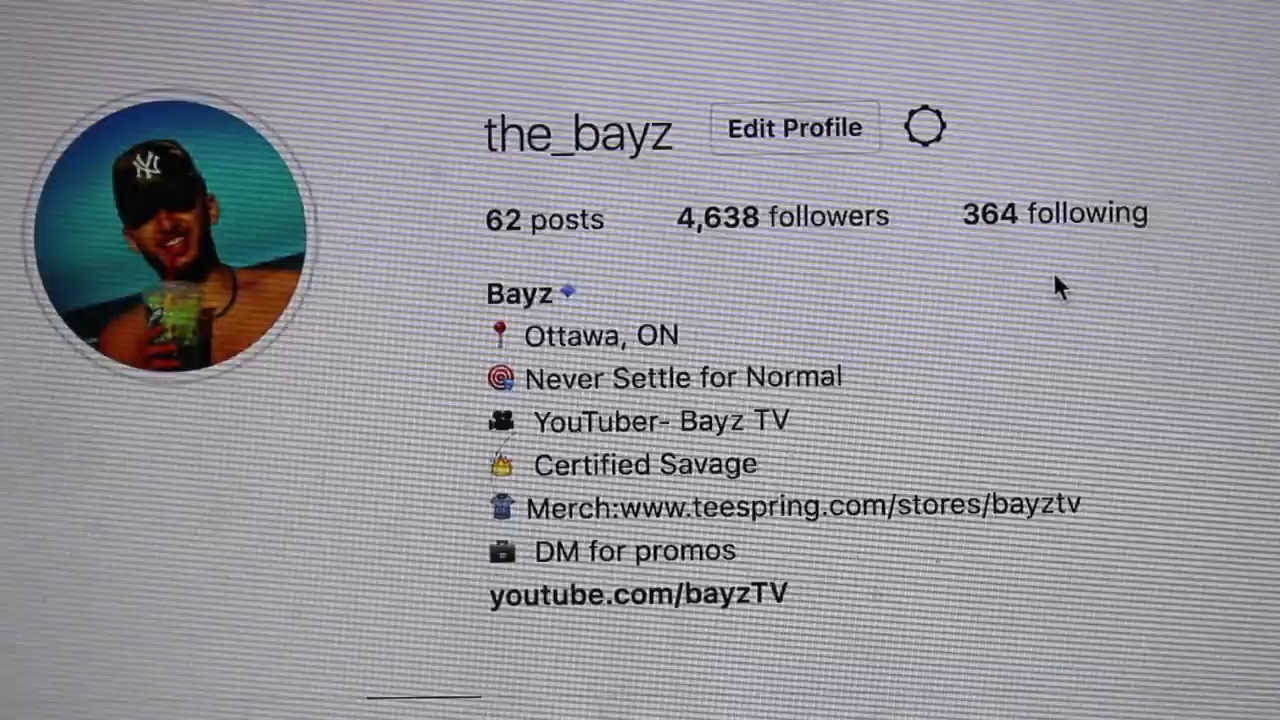 the_bayz Edit Profile
62 posts 4,638 followers 364 following
Bayz
Ottawa, ON
Never Settle for Normal
YouTuber- Bayz TV
Certified Savage
Merch:www.teespring.com/stores/bayztv
DM for promos
youtube.com/bayzTV
NY